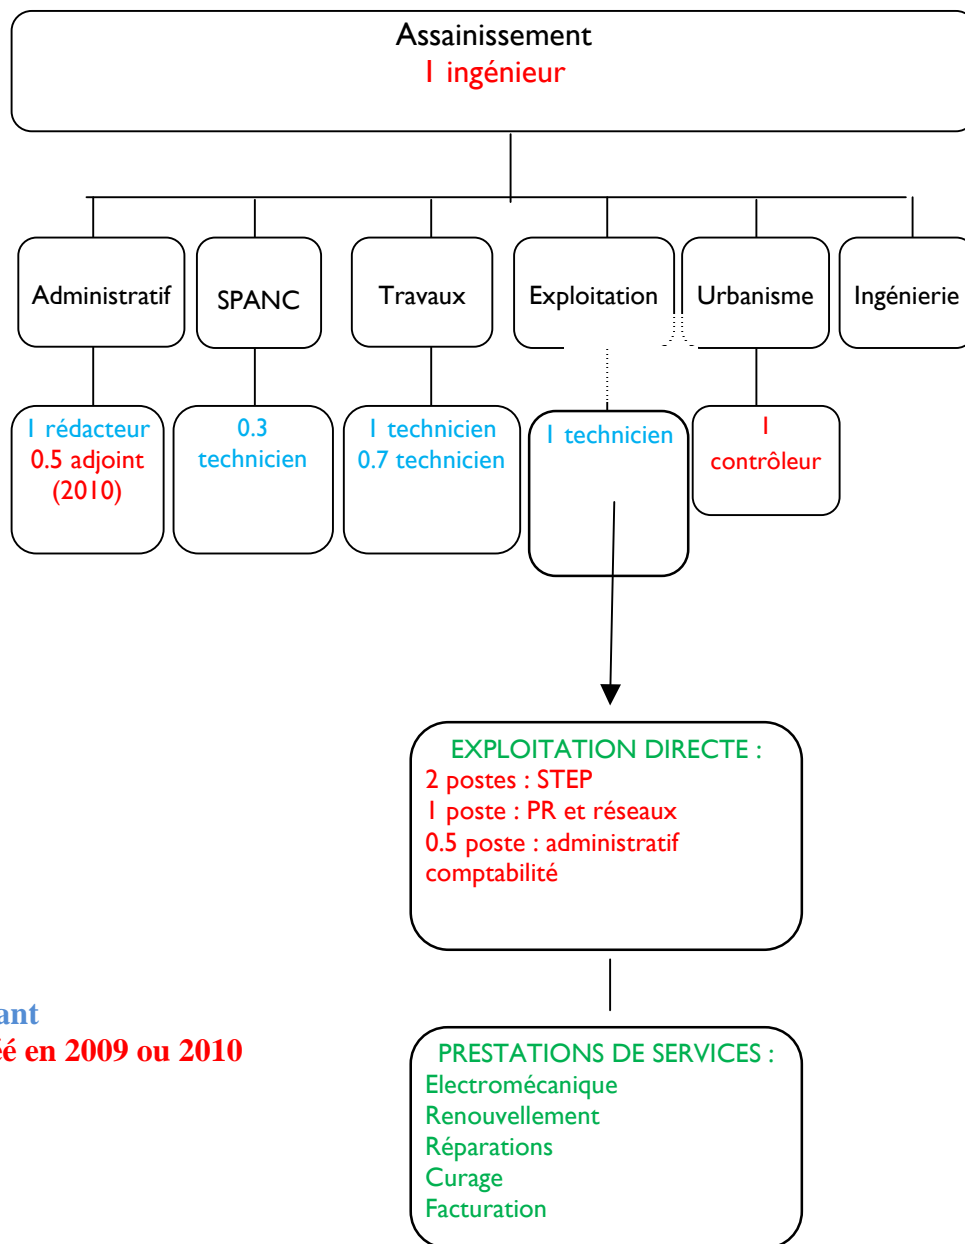 Assainissement
1 ingénieur
Administratif
SPANC
Travaux
Exploitation
Urbanisme
Ingénierie
1 rédacteur
0.5 adjoint
(2010)
0.3
technicien
1 technicien
0.7 technicien
1 technicien
1
contrôleur
EXPLOITATION DIRECTE :
2 postes : STEP
1 poste : PR et réseaux
0.5 poste : administratif
comptabilité
ant
éé en 2009 ou 2010
PRESTATIONS DE SERVICES :
Electromécanique
Renouvellement
Réparations
Curage
Facturation